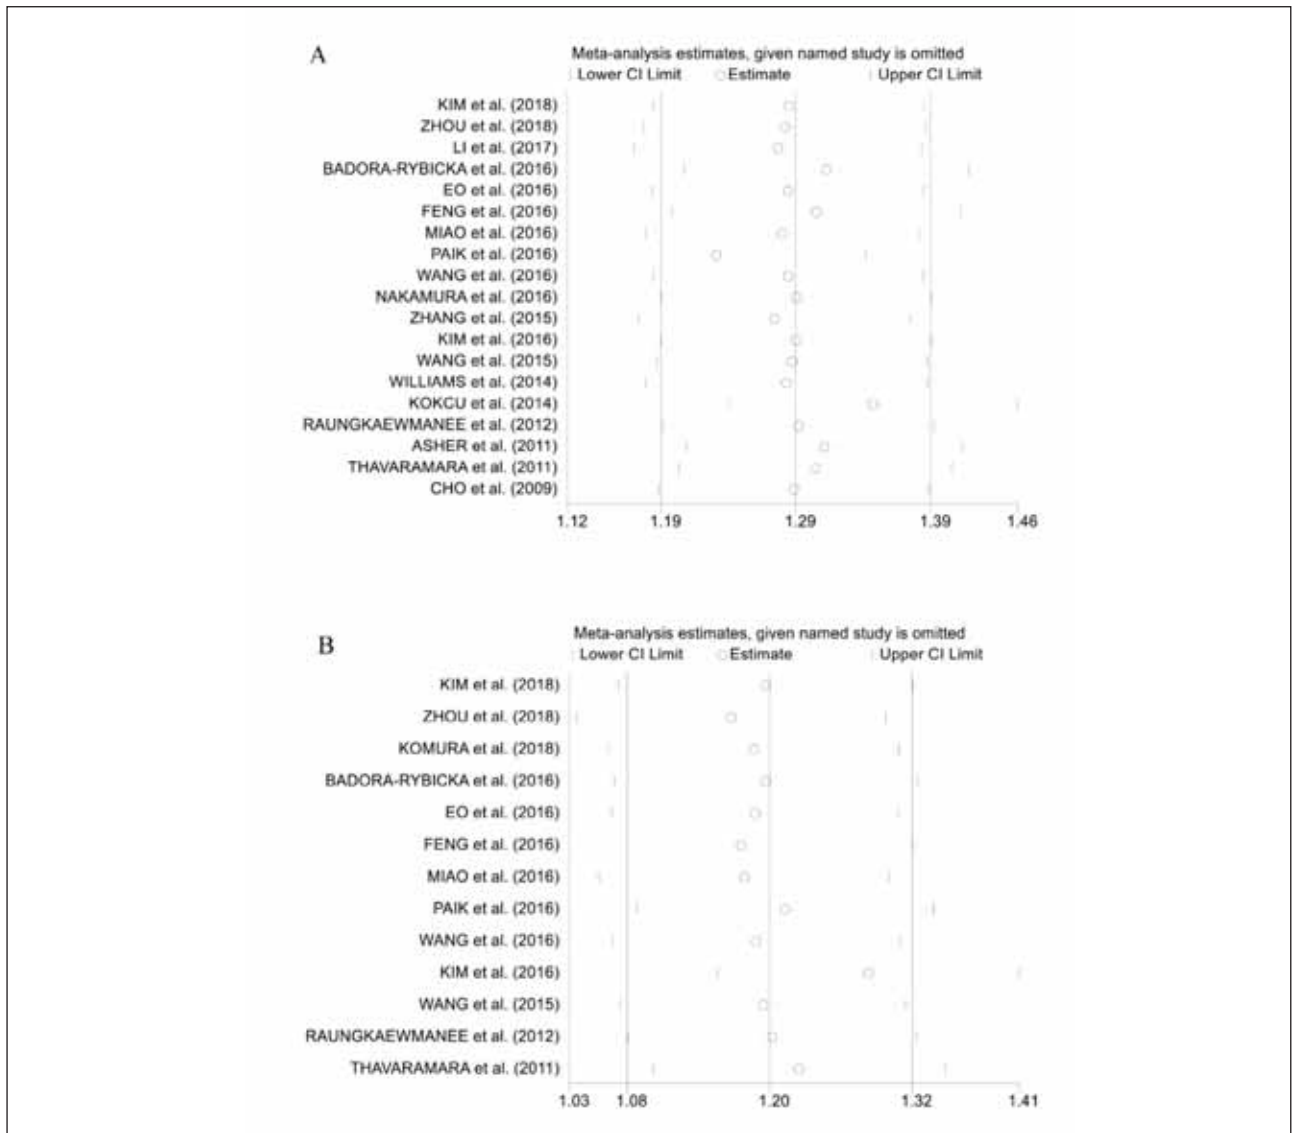 A
Meta-analysis estimates, given named study is omitted
Lower CI Limit Estimate Upper CI Limit
KIM et al. (2018)
ZHOU et al. (2018)
LI et al. (2017)
BADORA-RYBICKA et al. (2016)
EO et al. (2016)
FENG et al. (2016)
MIAO et al. (2016)
PAIK et al. (2016)
WANG et al. (2016)
NAKAMURA et al. (2016)
ZHANG et al. (2015)
KIM et al. (2016)
WANG et al. (2015)
WILLIAMS et al. (2014)
KOKCU et al. (2014)
RAUNGKAEWMANEE et al. (2012)
ASHER et al. (2011)
THAVARAMARA et al. (2011)
CHO et al. (2009)
1.12 1.19 1.29 1.39 1.46
B
Meta-analysis estimates, given named study is omitted
Lower CI Limit Estimate Upper CI Limit
KIM et al. (2018)
ZHOU et al. (2018)
KOMURA et al. (2018)
BADORA-RYBICKA et al. (2016)
EO et al. (2016)
FENG et al. (2016)
MIAO et al. (2016)
PAIK et al. (2016)
WANG et al. (2016)
KIM et al. (2016)
WANG et al. (2015)
RAUNGKAEWMANEE et al. (2012)
THAVARAMARA et al. (2011)
1.03 1.08 1.20 1.32 1.41